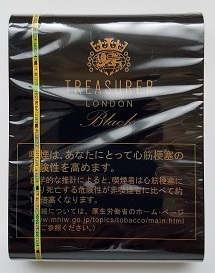 TREASURER
LONDON
Black
喫煙は、あなたにとって心筋梗塞の
危険性を高めます。
疫学的な推計によると、喫煙者は心筋梗塞に
より死亡する危険性が非喫煙者に比べて約
倍高くなります。
詳細については、厚生労働省のホーム・ページ
www.mhlw.go.jp/topics/tobacco/main.html
ご参照ください。)